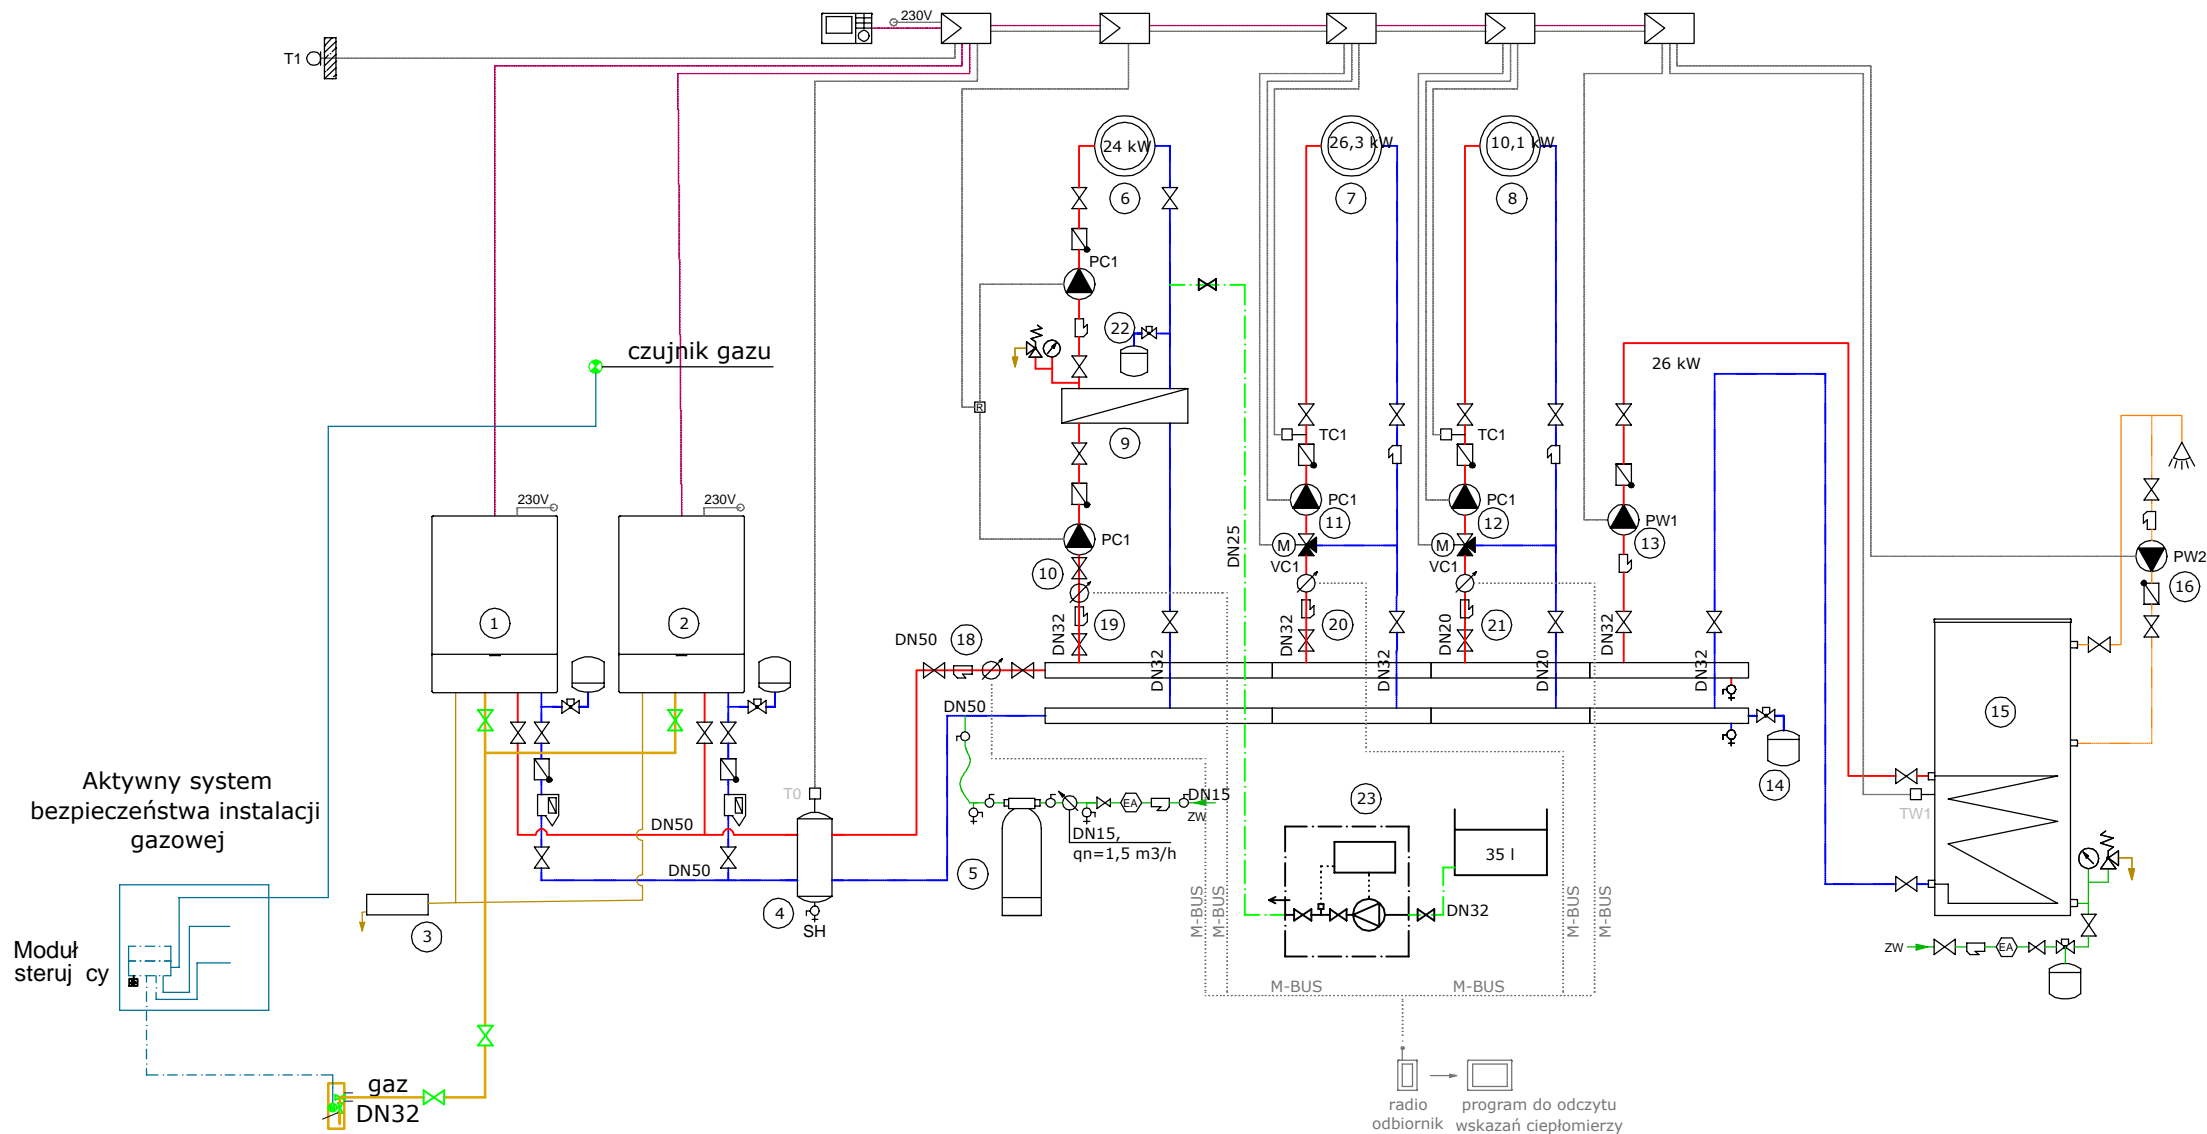 230V
T1
24 kW
26,3 kW
10,1 kW
6
7
8
PC1
22
czujnik gazu
26 kW
R
9
TC1
TC1
230V
230V
PC1
PC1
PW1
11
12
13
DN25
PC1
M
M
VC1
VC1
PW2
10
16
1
2
DN50
18
DN32
19
DN32
20
DN20
21
DN32
DN32
DN32
DN20
DN32
DN50
15
14
Aktywny system
bezpieczeństwa instalacji
gazowej
T0
EA
DN15
ZW
23
TW1
DN50
DN15,
qn=1,5 m3/h
35 l
DN50
5
4
SH
3
M-BUS
M-BUS
DN32
M-BUS
M-BUS
Moduł
steruj cy
ZW
EA
M-BUS
M-BUS
gaz
DN32
radio
odbiornik
program do odczytu
wskazań ciepłomierzy